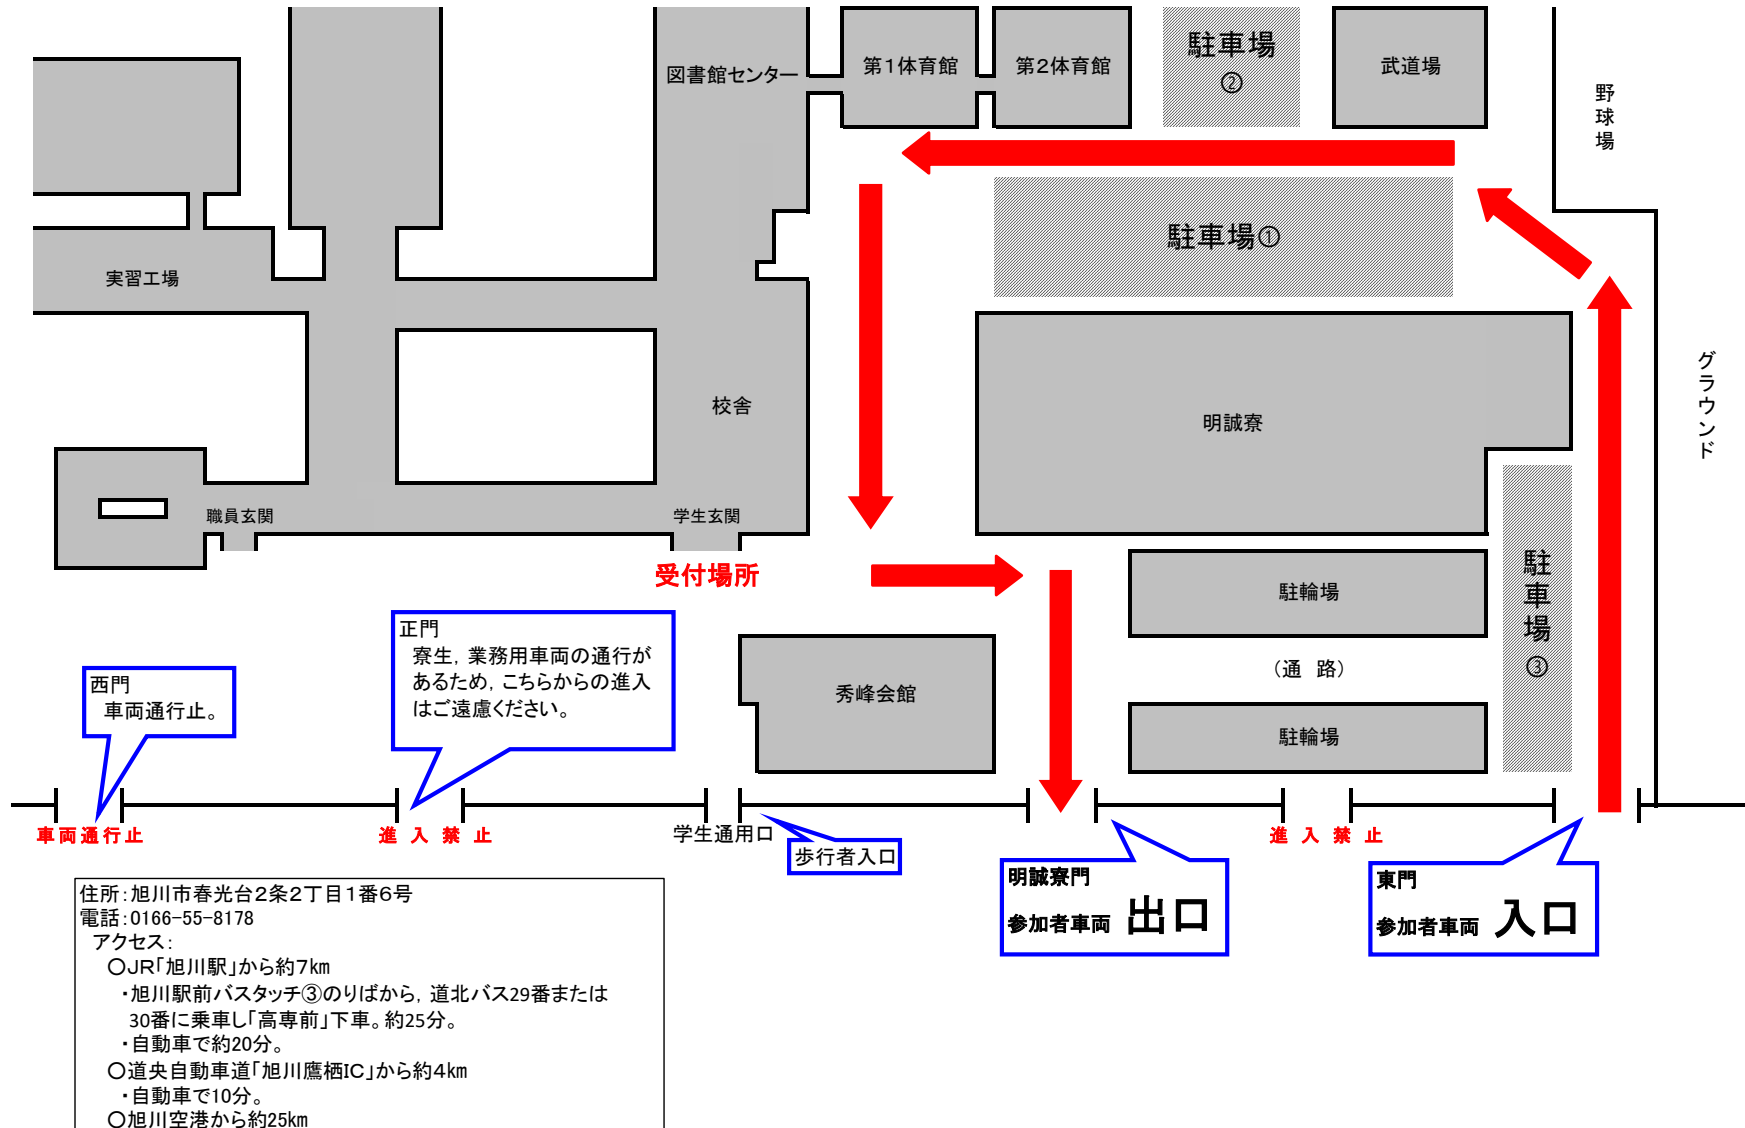 図書館センター
第1体育館
第2体育館
駐車場
②
武道場
野球場
駐車場①
実習工場
グラウンド
校舎
明誠寮
職員玄関
学生玄関
受付場所
駐輪場
駐車場③
(通 路)
秀峰会館
駐輪場
正門
寮生,業務用車両の通行が
あるため,こちらからの進入
はご遠慮ください。
西門
車両通行止。
車両通行止
進 入 禁 止
学生通用口
歩行者入口
進 入 禁 止
明誠寮門
参加者車両 出口
東門
参加者車両 入口
住所:旭川市春光台2条2丁目1番6号
電話:0166-55-8178
アクセス:
○JR「旭川駅」から約7km
・旭川駅前バスタッチ③のりばから,道北バス29番または
30番に乗車し「高専前」下車。約25分。
・自動車で約20分。
○道央自動車道「旭川鷹栖IC」から約4km
・自動車で10分。
○旭川空港から約25km